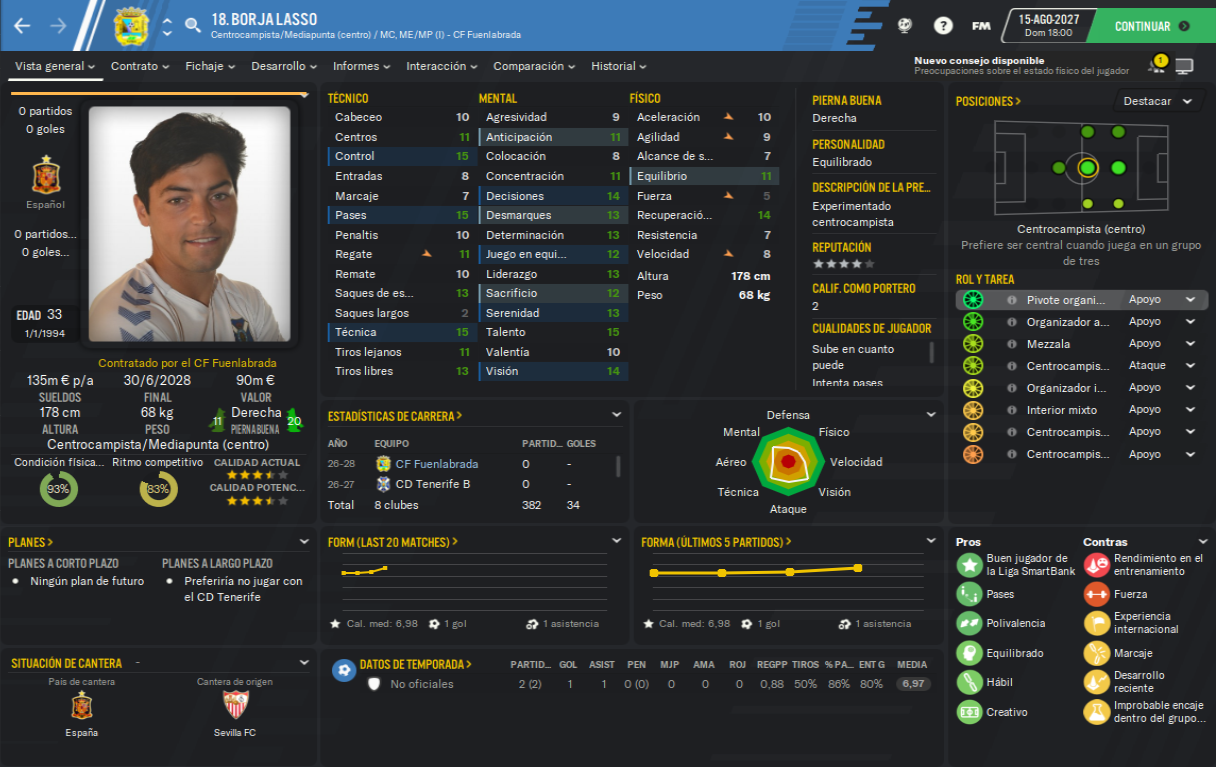 18. BORJA LASSO
Centrocampista/Mediapunta (centro) / MC, ME/MP (I) - CF Fuenlabrada
?
FM
15-AGO-2027
Dom 18:00
CONTINUAR
Vista general
Contrato
Fichaje
Desarrollo
Informes
Interacción
Comparación
Historial
Nuevo consejo disponible
Preocupaciones sobre el estado físico del jugador
1
0 partidos
0 goles
Español
0 partidos...
0 goles...
EDAD 33
1/1/1994
Contratado por el CF Fuenlabrada
135m € p/a 30/6/2028 90m €
SUELDOS FINAL VALOR
178 cm 68 kg 11 Derecha 20
ALTURA PESO PIERNA BUENA
Centrocampista/Mediapunta (centro)
Condición física... Ritmo competitivo CALIDAD ACTUAL
93% 83%
CALIDAD POTENC...
TÉCNICO
Cabeceo 10
Centros 11
Control 15
Entradas 8
Marcaje 7
Pases 15
Penaltis 10
Regate 11
Remate 10
Saques de es... 13
Saques largos 2
Técnica 15
Tiros lejanos 11
Tiros libres 13
MENTAL
Agresividad 9
Anticipación 11
Colocación 8
Concentración 11
Decisiones 14
Desmarques 13
Determinación 13
Juego en equi... 12
Liderazgo 13
Sacrificio 12
Serenidad 13
Talento 15
Valentía 10
Visión 14
FÍSICO
Aceleración 10
Agilidad 9
Alcance de s... 7
Equilibrio 11
Fuerza 5
Recuperació... 14
Resistencia 7
Velocidad 8
Altura 178 cm
Peso 68 kg
PIERNA BUENA
Derecha
PERSONALIDAD
Equilibrado
DESCRIPCIÓN DE LA PRE...
Experimentado
centrocampista
REPUTACIÓN
CALIF. COMO PORTERO
2
CUALIDADES DE JUGADOR
Sube en cuanto
puede
Intenta pases
POSICIONES >
Destacar
Centrocampista (centro)
Prefiere ser central cuando juega en un grupo
de tres
ROL Y TAREA
Pivote organi... Apoyo
Organizador a... Apoyo
Mezzala Apoyo
Centrocampis... Ataque
Organizador i... Apoyo
Interior mixto Apoyo
Centrocampis... Apoyo
Centrocampis... Apoyo
ESTADÍSTICAS DE CARRERA >
AÑO EQUIPO PARTID... GOLES
26-28 CF Fuenlabrada 0 -
26-27 CD Tenerife B 0 -
Total 8 clubes 382 34
Defensa
Mental Físico
Aéreo Velocidad
Técnica Visión
Ataque
PLANES >
PLANES A CORTO PLAZO
Ningún plan de futuro
PLANES A LARGO PLAZO
Preferiría no jugar con
el CD Tenerife
FORM (LAST 20 MATCHES) >
Cal. med: 6,98 1 gol 1 asistencia
FORMA (ÚLTIMOS 5 PARTIDOS) >
Cal. med: 6,98 1 gol 1 asistencia
Pros
Buen jugador de
la Liga SmartBank
Pases
Polivalencia
Equilibrado
Hábil
Creativo
Contras
Rendimiento en el
entrenamiento
Fuerza
Experiencia
internacional
Marcaje
Desarrollo
reciente
Improbable encaje
dentro del grupo...
SITUACIÓN DE CANTERA -
País de cantera Cantera de origen
España Sevilla FC
DATOS DE TEMPORADA > PARTID... GOL ASIST PEN MJP AMA ROJ REGPP TIROS % PA... ENT G MEDIA
No oficiales 2 (2) 1 1 0 (0) 0 0 0 0,88 50% 86% 80% 6,97